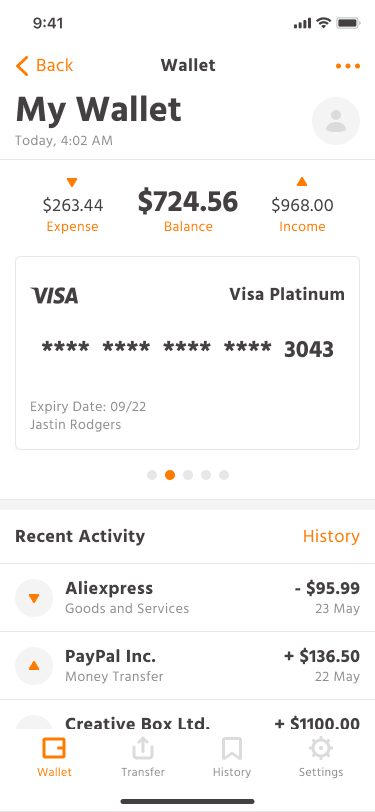 9:41
Back
Wallet
My Wallet
Today, 4:02 AM
$263.44
$724.56
$968.00
Expense
Balance
Income
VISA
Visa Platinum
**** **** **** **** 3043
Expiry Date: 09/22
Jastin Rodgers
Recent Activity
History
Aliexpress
- $95.99
Goods and Services
23 May
PayPal Inc.
+ $136.50
Money Transfer
22 May
Creative Box Ltd.
+ $1100.00
Wallet
Transfer
History
Settings